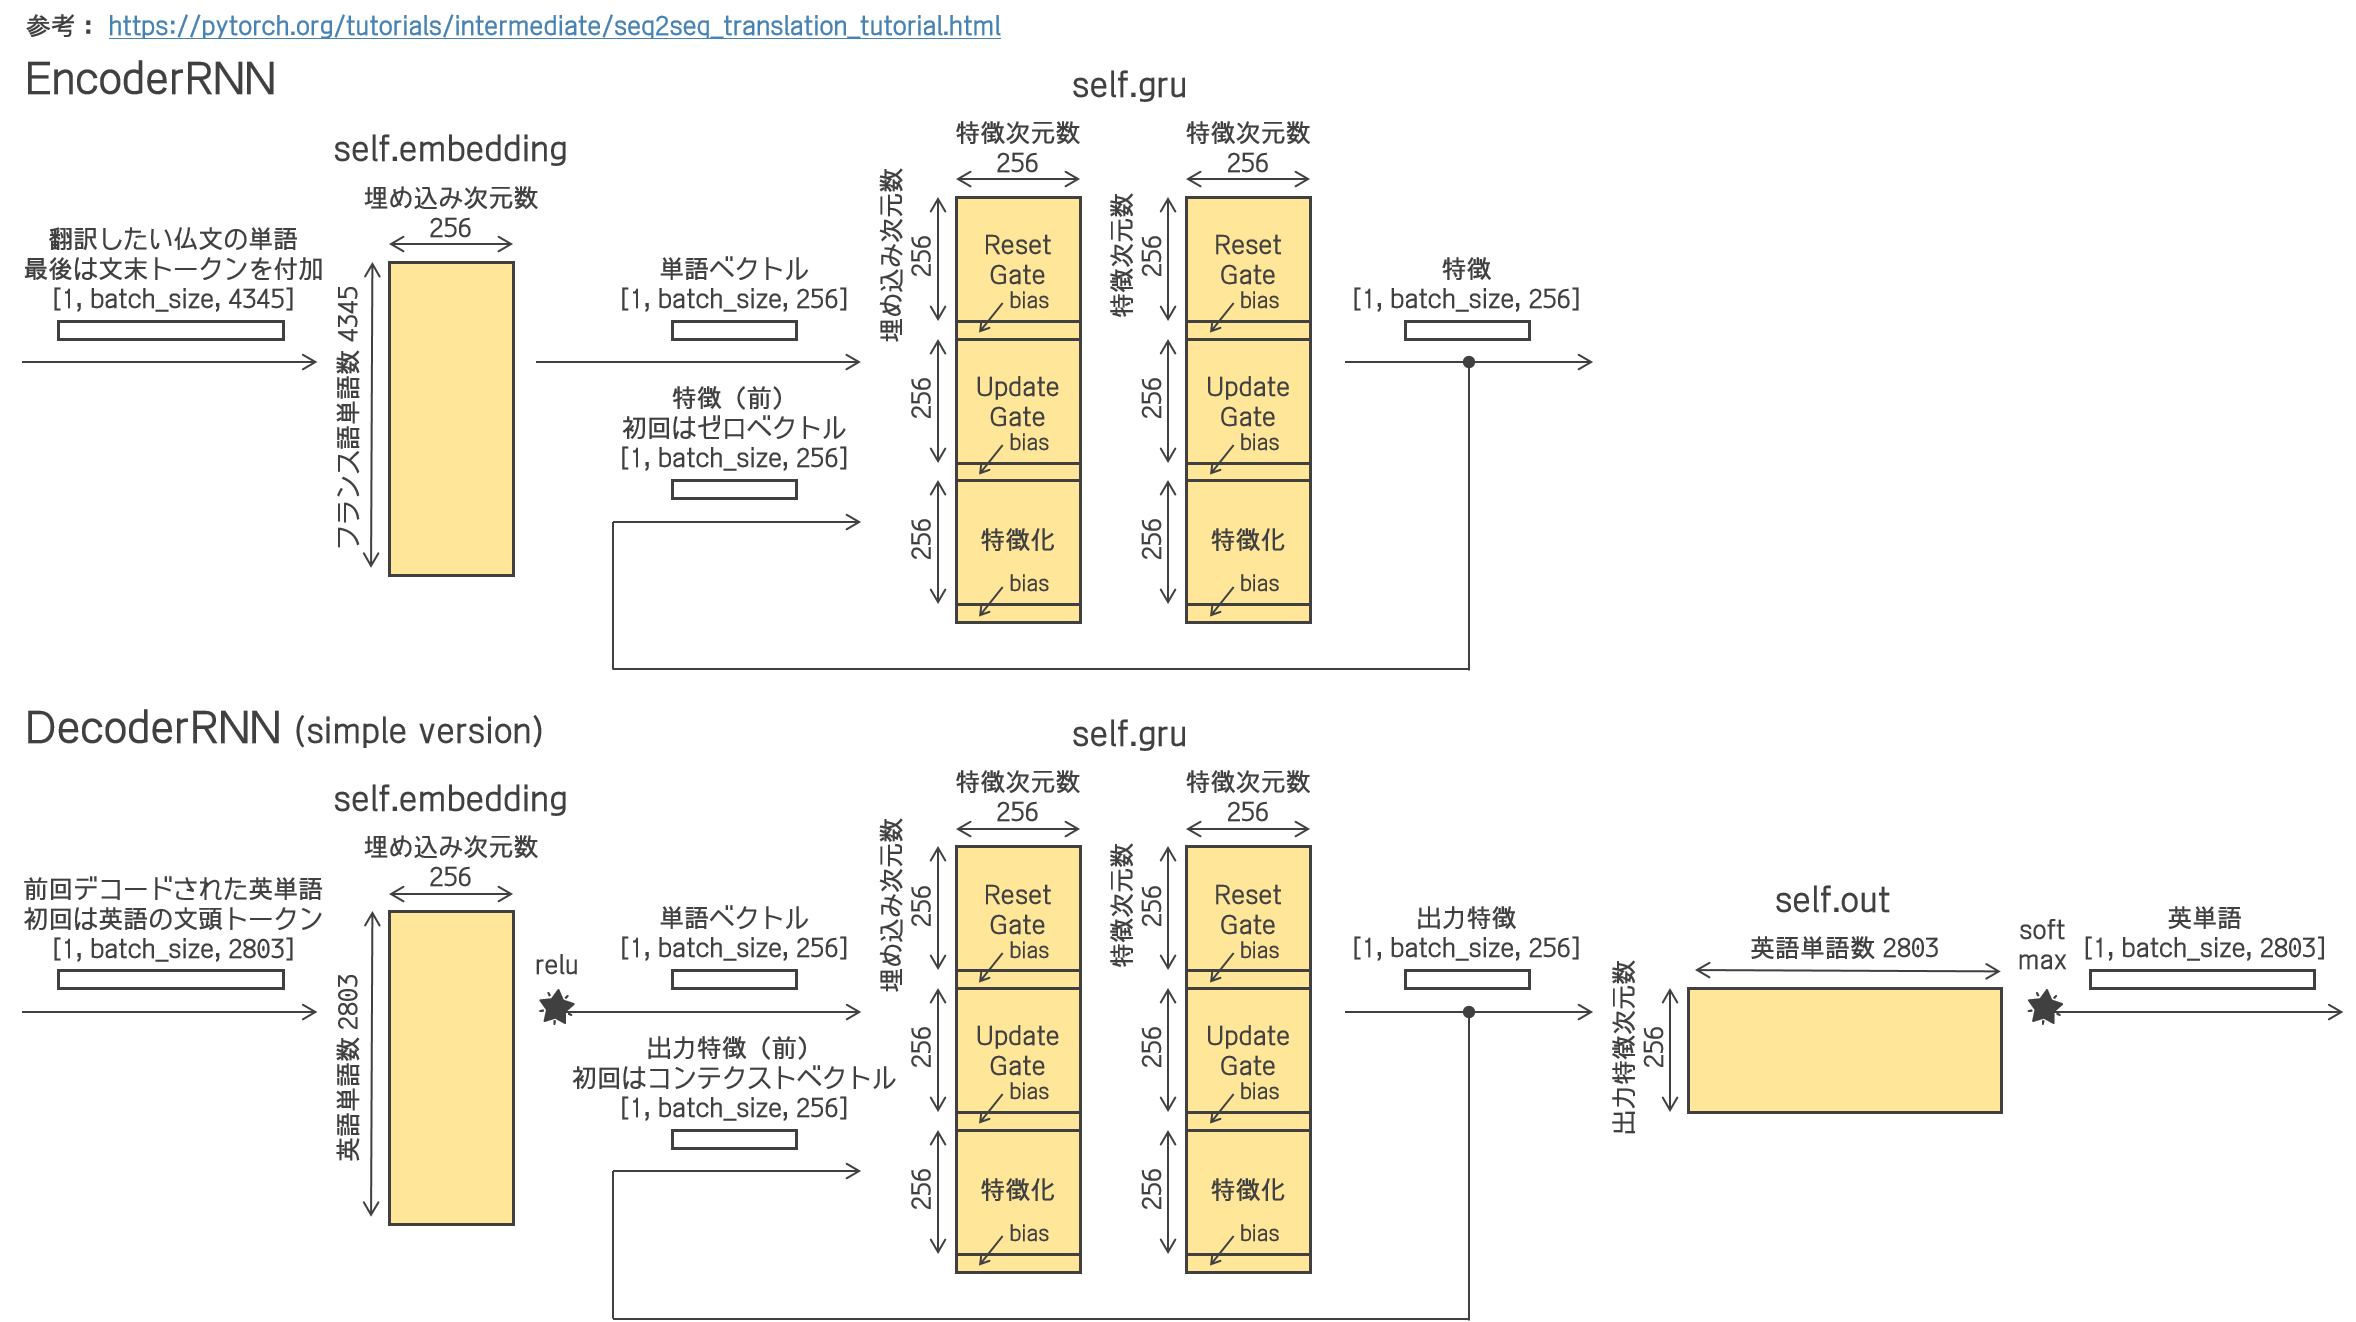 参考： https://pytorch.org/tutorials/intermediate/seq2seq_translation_tutorial.html
EncoderRNN
self.embedding
埋め込み次元数
256
翻訳したい仏文の単語
最後は文末トークンを付加
[1, batch_size, 4345]
フランス語単語数 4345
単語ベクトル
[1, batch_size, 256]
特徴（前）
初回はゼロベクトル
[1, batch_size, 256]
self.gru
特徴次元数
256
埋め込み次元数
256
Reset
Gate
bias
256
Update
Gate
bias
256
特徴化
bias
特徴次元数
256
特徴次元数
256
Reset
Gate
bias
256
Update
Gate
bias
256
特徴化
bias
特徴
[1, batch_size, 256]
DecoderRNN (simple version)
self.embedding
埋め込み次元数
256
前回デコードされた英単語
初回は英語の文頭トークン
[1, batch_size, 2803]
英語単語数 2803
relu
単語ベクトル
[1, batch_size, 256]
出力特徴（前）
初回はコンテクストベクトル
[1, batch_size, 256]
self.gru
特徴次元数
256
埋め込み次元数
256
Reset
Gate
bias
256
Update
Gate
bias
256
特徴化
bias
特徴次元数
256
特徴次元数
256
Reset
Gate
bias
256
Update
Gate
bias
256
特徴化
bias
出力特徴
[1, batch_size, 256]
self.out
英語単語数 2803
出力特徴次元数
256
soft
max
英単語
[1, batch_size, 2803]